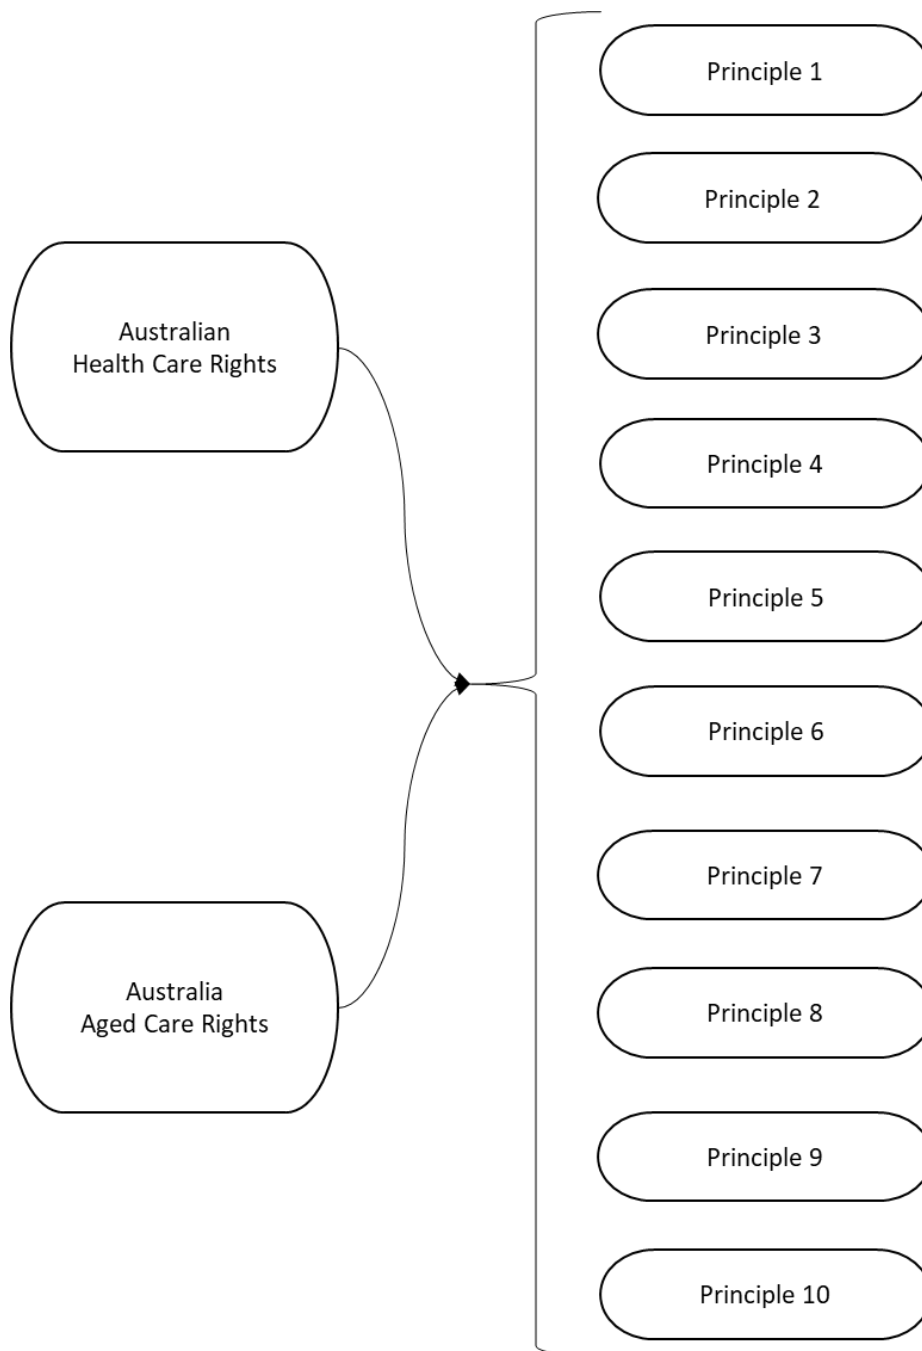 Australian
Health Care Rights
Australia
Aged Care Rights
Principle 1
Principle 2
Principle 3
Principle 4
Principle 5
Principle 6
Principle 7
Principle 8
Principle 9
Principle 10